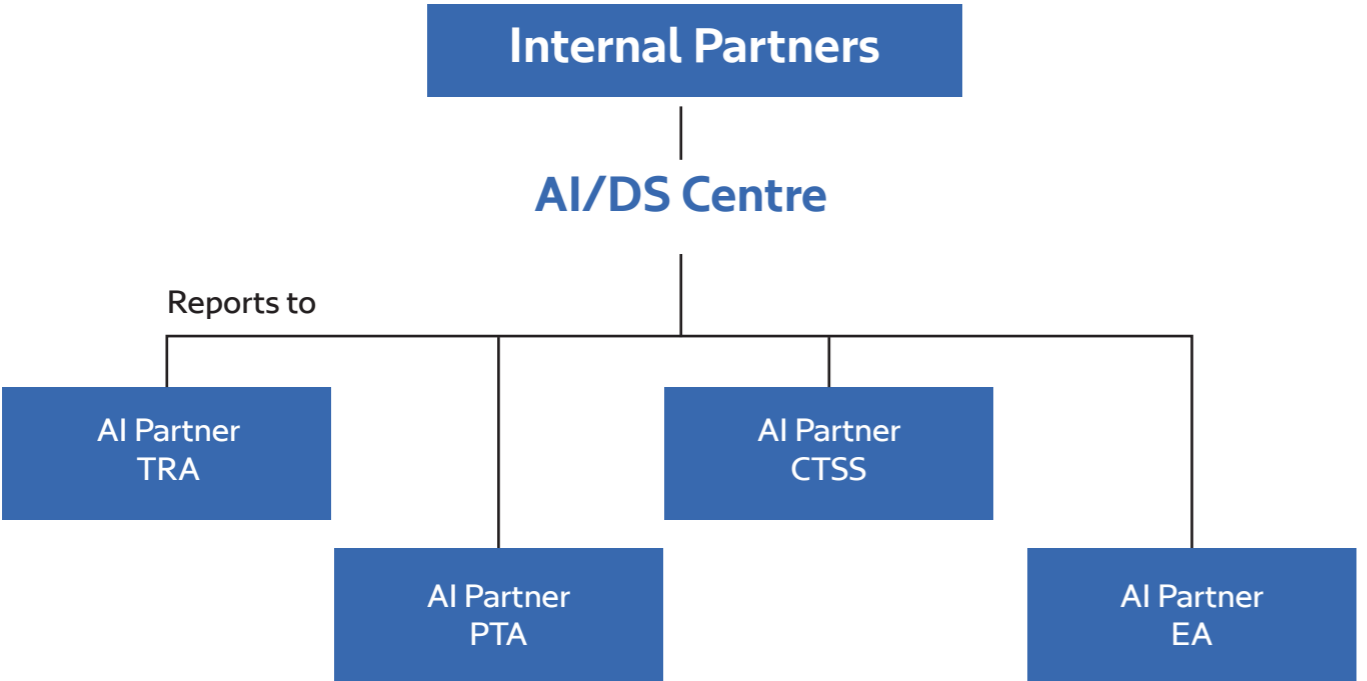 Internal Partners
AI/DS Centre
Reports to
AI Partner
TRA
AI Partner
CTSS
AI Partner
PTA
AI Partner
EA